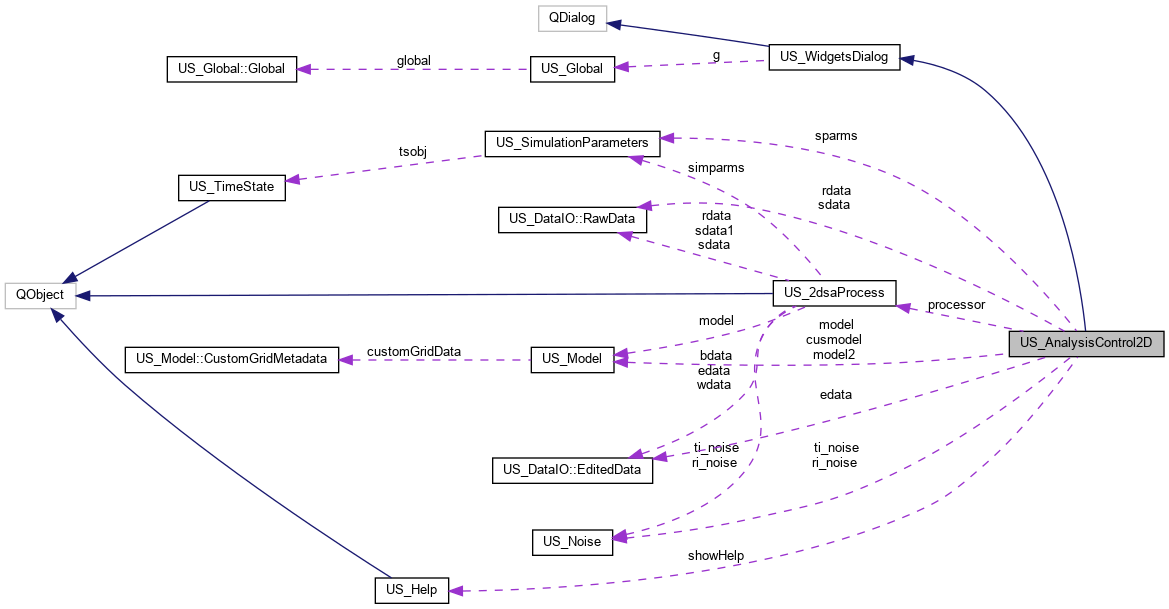 QDialog
US_WidgetsDialog
g
US_Global
global
US_Global::Global
sparms
US_SimulationParameters
tsobj
US_TimeState
simparms
rdata
sdata
US_DataIO::RawData
rdata
sdata1
sdata
QObject
US_2dsaProcess
processor
US_AnalysisControl2D
model
model
cusmodel
model2
US_Model
customGridData
US_Model::CustomGridMetadata
bdata
edata
wdata
edata
US_DataIO::EditedData
ti_noise
ri_noise
ti_noise
ri_noise
US_Noise
showHelp
US_Help